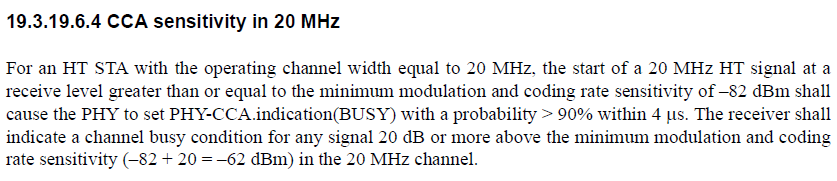 19.3.19.6.4 CCA sensitivity in 20 MHz
For an HT STA with the operating channel width equal to 20 MHz, the start of a 20 MHz HT signal at a
receive level greater than or equal to the minimum modulation and coding rate sensitivity of –82 dBm shall
cause the PHY to set PHY-CCA.indication(BUSY) with a probability > 90% within 4 μs. The receiver shall
indicate a channel busy condition for any signal 20 dB or more above the minimum modulation and coding
rate sensitivity (–82 + 20 = –62 dBm) in the 20 MHz channel.